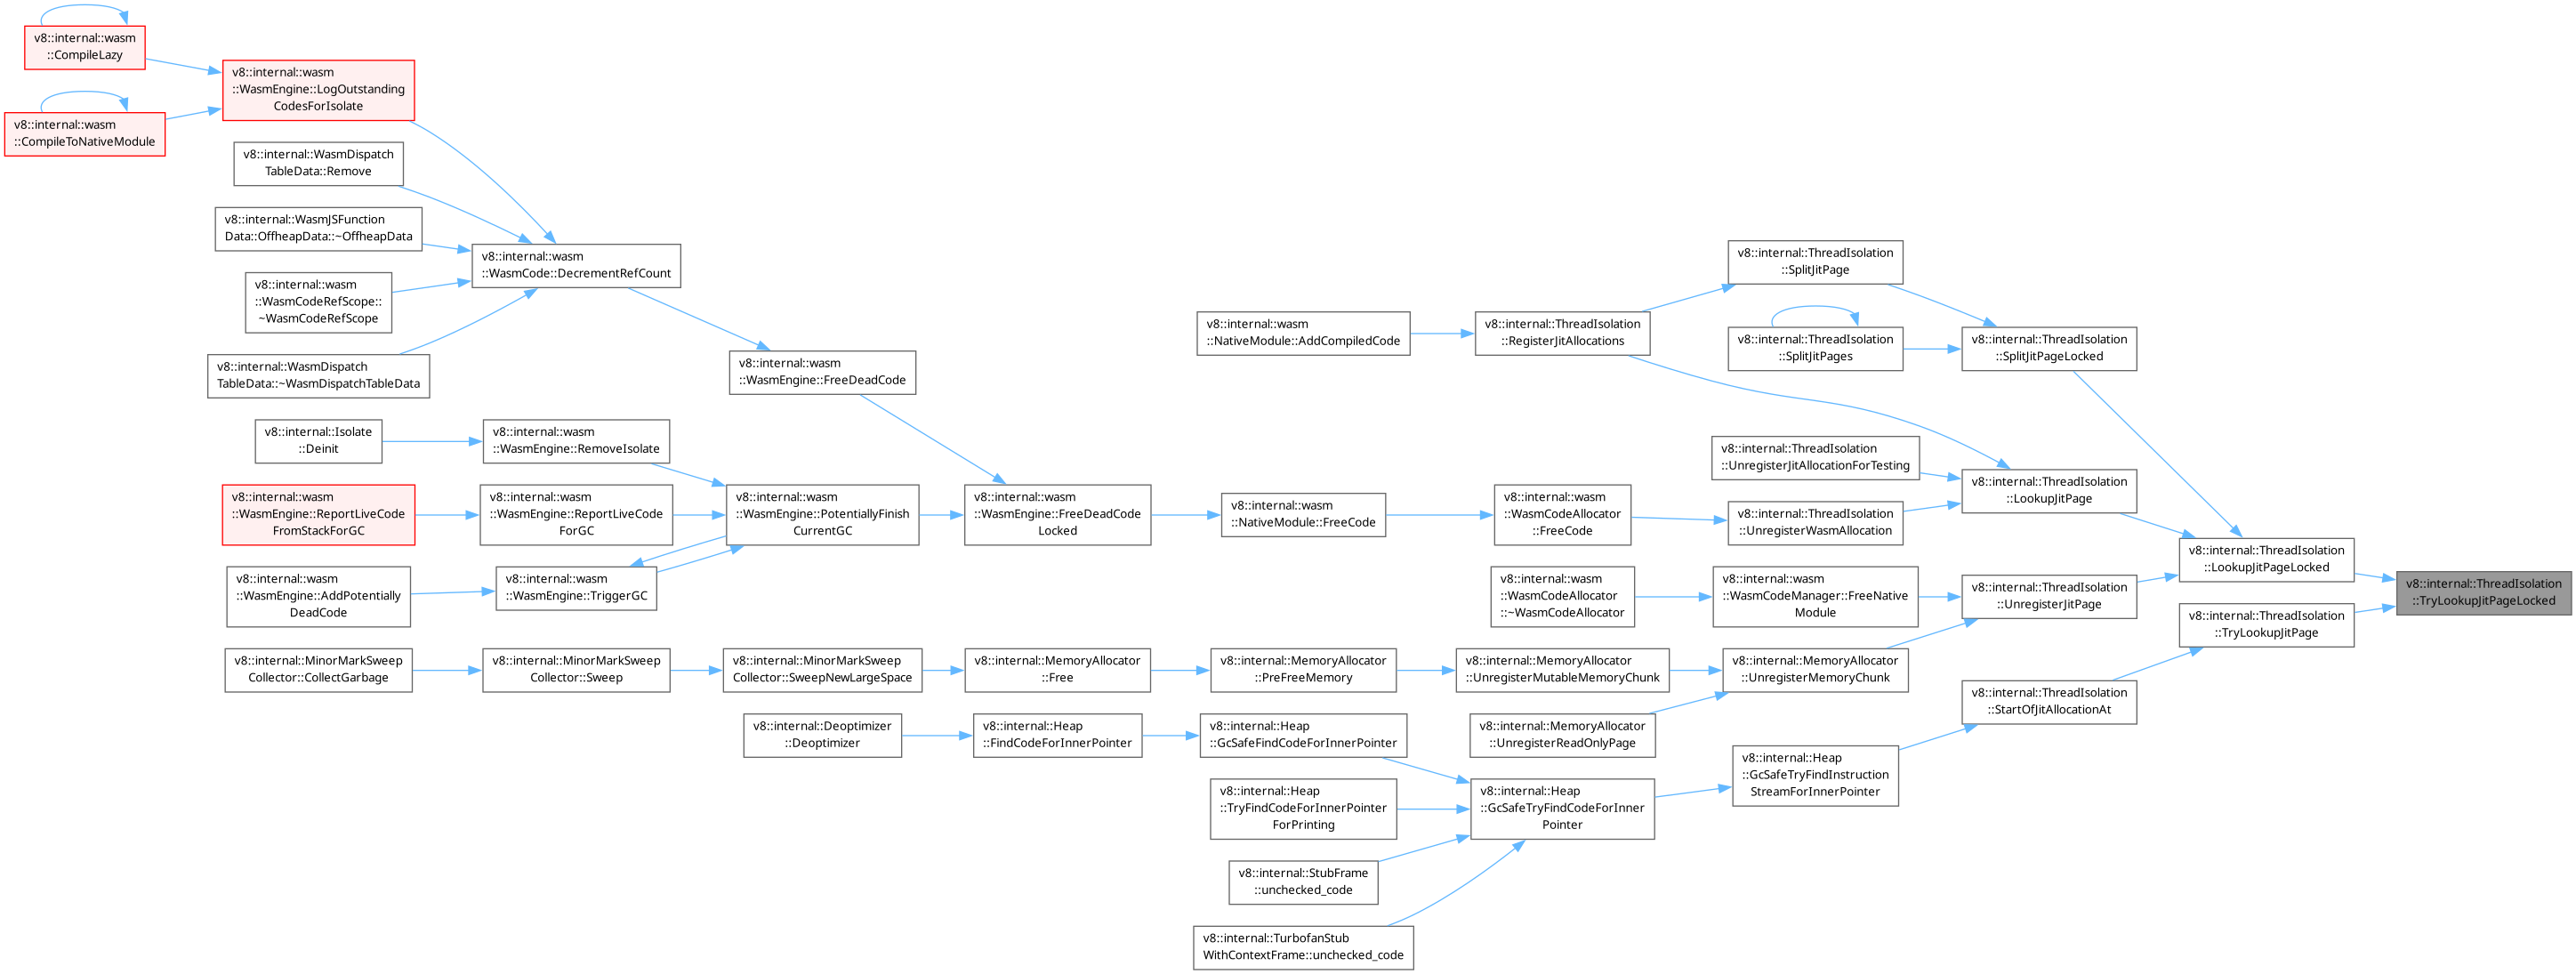 v8::internal::wasm
::CompileLazy
v8::internal::wasm
::CompileToNativeModule
v8::internal::wasm
::WasmEngine::LogOutstanding
CodesForIsolate
v8::internal::WasmDispatch
TableData::Remove
v8::internal::WasmJSFunction
Data::OffheapData::~OffheapData
v8::internal::wasm
::WasmCodeRefScope::
~WasmCodeRefScope
v8::internal::WasmDispatch
TableData::~WasmDispatchTableData
v8::internal::wasm
::WasmCode::DecrementRefCount
v8::internal::wasm
::WasmEngine::FreeDeadCode
v8::internal::Isolate
::Deinit
v8::internal::wasm
::WasmEngine::RemoveIsolate
v8::internal::wasm
::WasmEngine::ReportLiveCode
FromStackForGC
v8::internal::wasm
::WasmEngine::ReportLiveCode
ForGC
v8::internal::wasm
::WasmEngine::PotentiallyFinish
CurrentGC
v8::internal::wasm
::WasmEngine::FreeDeadCode
Locked
v8::internal::wasm
::WasmEngine::AddPotentially
DeadCode
v8::internal::wasm
::WasmEngine::TriggerGC
v8::internal::MinorMarkSweep
Collector::CollectGarbage
v8::internal::MinorMarkSweep
Collector::Sweep
v8::internal::MinorMarkSweep
Collector::SweepNewLargeSpace
v8::internal::MemoryAllocator
::Free
v8::internal::Deoptimizer
::Deoptimizer
v8::internal::Heap
::FindCodeForInnerPointer
v8::internal::wasm
::NativeModule::AddCompiledCode
v8::internal::wasm
::NativeModule::FreeCode
v8::internal::MemoryAllocator
::PreFreeMemory
v8::internal::Heap
::GcSafeFindCodeForInnerPointer
v8::internal::Heap
::TryFindCodeForInnerPointer
ForPrinting
v8::internal::StubFrame
::unchecked_code
v8::internal::TurbofanStub
WithContextFrame::unchecked_code
v8::internal::ThreadIsolation
::RegisterJitAllocations
v8::internal::wasm
::WasmCodeAllocator
::FreeCode
v8::internal::wasm
::WasmCodeAllocator
::~WasmCodeAllocator
v8::internal::MemoryAllocator
::UnregisterMutableMemoryChunk
v8::internal::MemoryAllocator
::UnregisterReadOnlyPage
v8::internal::Heap
::GcSafeTryFindCodeForInner
Pointer
v8::internal::ThreadIsolation
::SplitJitPage
v8::internal::ThreadIsolation
::SplitJitPages
v8::internal::ThreadIsolation
::UnregisterJitAllocationForTesting
v8::internal::ThreadIsolation
::UnregisterWasmAllocation
v8::internal::wasm
::WasmCodeManager::FreeNative
Module
v8::internal::MemoryAllocator
::UnregisterMemoryChunk
v8::internal::Heap
::GcSafeTryFindInstruction
StreamForInnerPointer
v8::internal::ThreadIsolation
::SplitJitPageLocked
v8::internal::ThreadIsolation
::LookupJitPage
v8::internal::ThreadIsolation
::UnregisterJitPage
v8::internal::ThreadIsolation
::StartOfJitAllocationAt
v8::internal::ThreadIsolation
::LookupJitPageLocked
v8::internal::ThreadIsolation
::TryLookupJitPage
v8::internal::ThreadIsolation
::TryLookupJitPageLocked